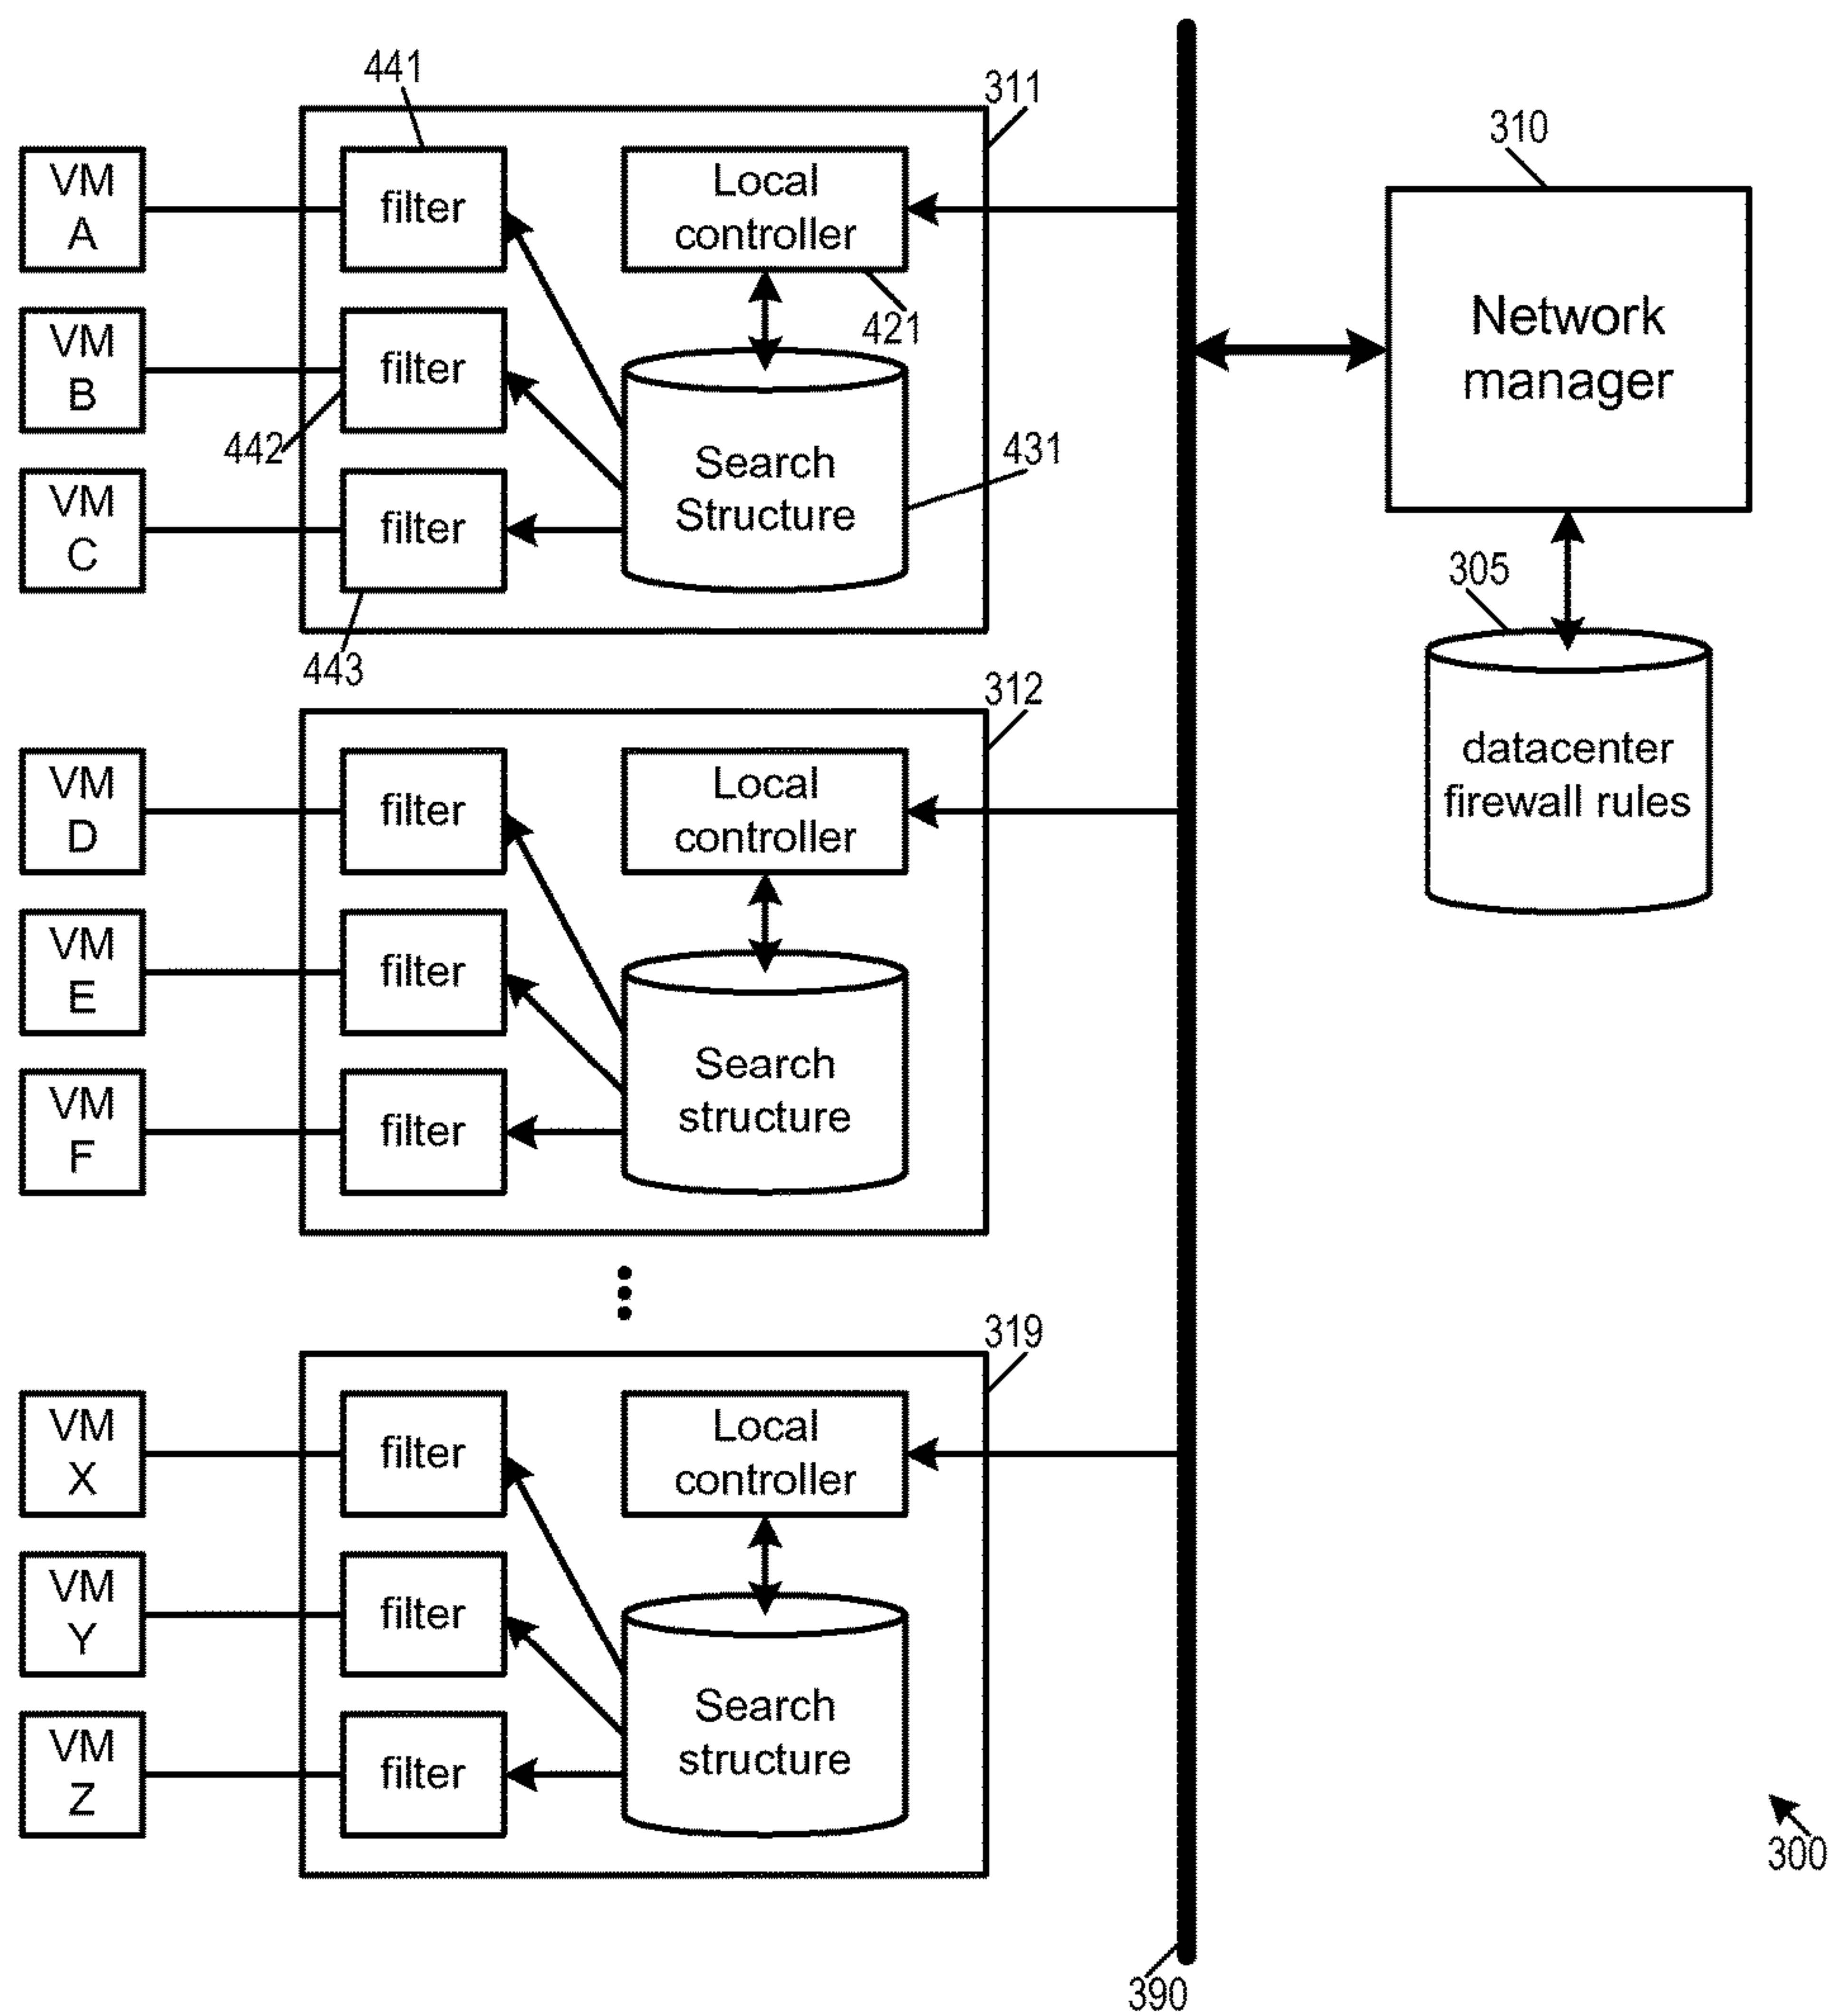 441
311
VM
A
filter
Local
controller
421
VM
B
filter
442
Search
Structure
431
VM
C
filter
443
310
Network
manager
305
datacenter
firewall rules
312
VM
D
filter
Local
controller
VM
E
filter
Search
structure
VM
F
filter
319
VM
X
filter
Local
controller
VM
Y
filter
Search
structure
VM
Z
filter
300
390